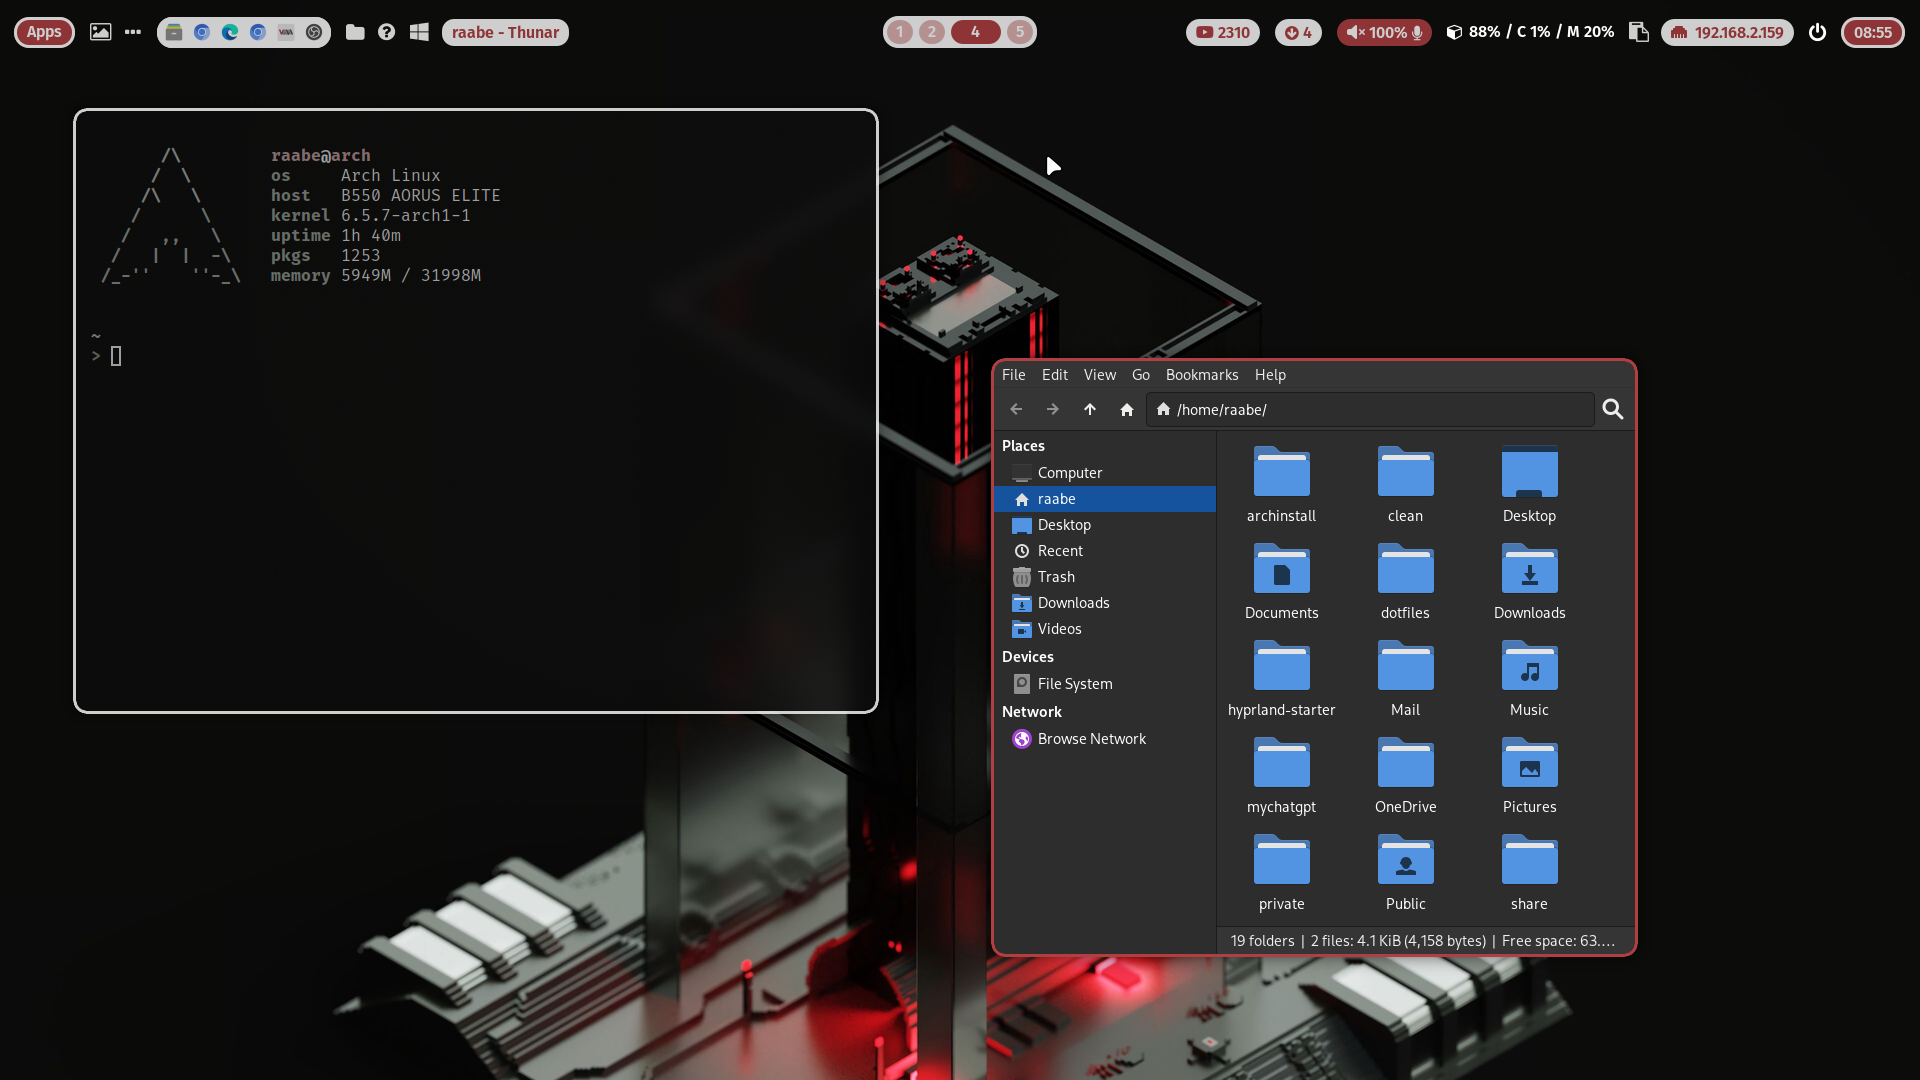 Apps
raabe - Thunar
1 2 4 5
2310
4
100%
88% / C 1% / M 20%
192.168.2.159
08:55
raabe@arch
os Arch Linux
host B550 AORUS ELITE
kernel 6.5.7-arch1-1
uptime 1h 40m
pkgs 1253
memory 5949M / 31998M
~
>
File Edit View Go Bookmarks Help
/home/raabe/
Places
Computer
raabe
Desktop
Recent
Trash
Downloads
Videos
Devices
File System
Network
Browse Network
archinstall clean Desktop
Documents dotfiles Downloads
hyprland-starter Mail Music
mychatgpt OneDrive Pictures
private Public share
19 folders | 2 files: 4.1 KiB (4,158 bytes) | Free space: 63....